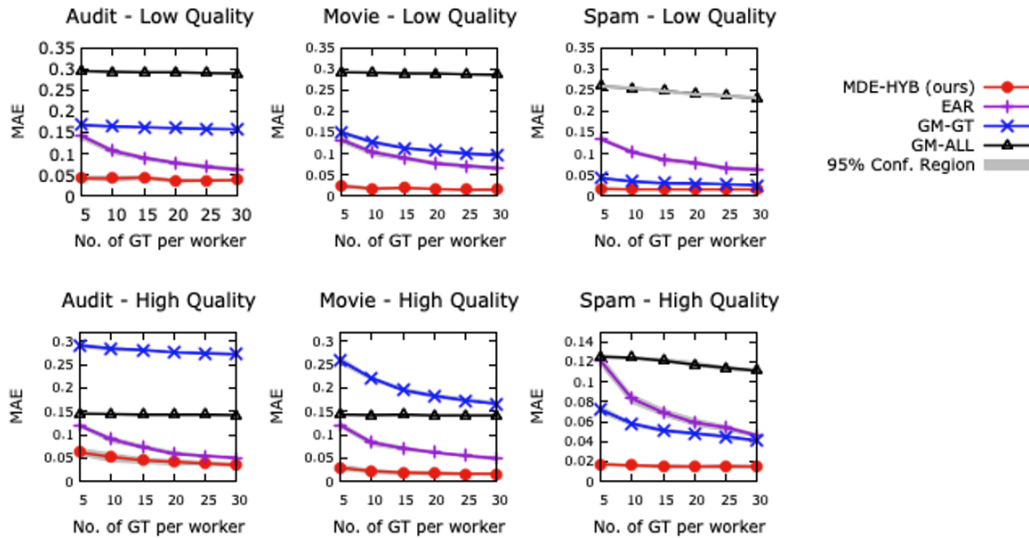 Audit - Low Quality
0.35
0.3
0.25
0.2
0.15
0.1
0.05
0
MAE
5 10 15 20 25 30
No. of GT per worker
Movie - Low Quality
0.35
0.3
0.25
0.2
0.15
0.1
0.05
0
MAE
5 10 15 20 25 30
No. of GT per worker
Spam - Low Quality
0.35
0.3
0.25
0.2
0.15
0.1
0.05
0
MAE
5 10 15 20 25 30
No. of GT per worker
MDE-HYB (ours)
EAR
GM-GT
GM-ALL
95% Conf. Region
Audit - High Quality
0.3
0.25
0.2
0.15
0.1
0.05
0
MAE
5 10 15 20 25 30
No. of GT per worker
Movie - High Quality
0.3
0.25
0.2
0.15
0.1
0.05
0
MAE
5 10 15 20 25 30
No. of GT per worker
Spam - High Quality
0.14
0.12
0.1
0.08
0.06
0.04
0.02
0
MAE
5 10 15 20 25 30
No. of GT per worker